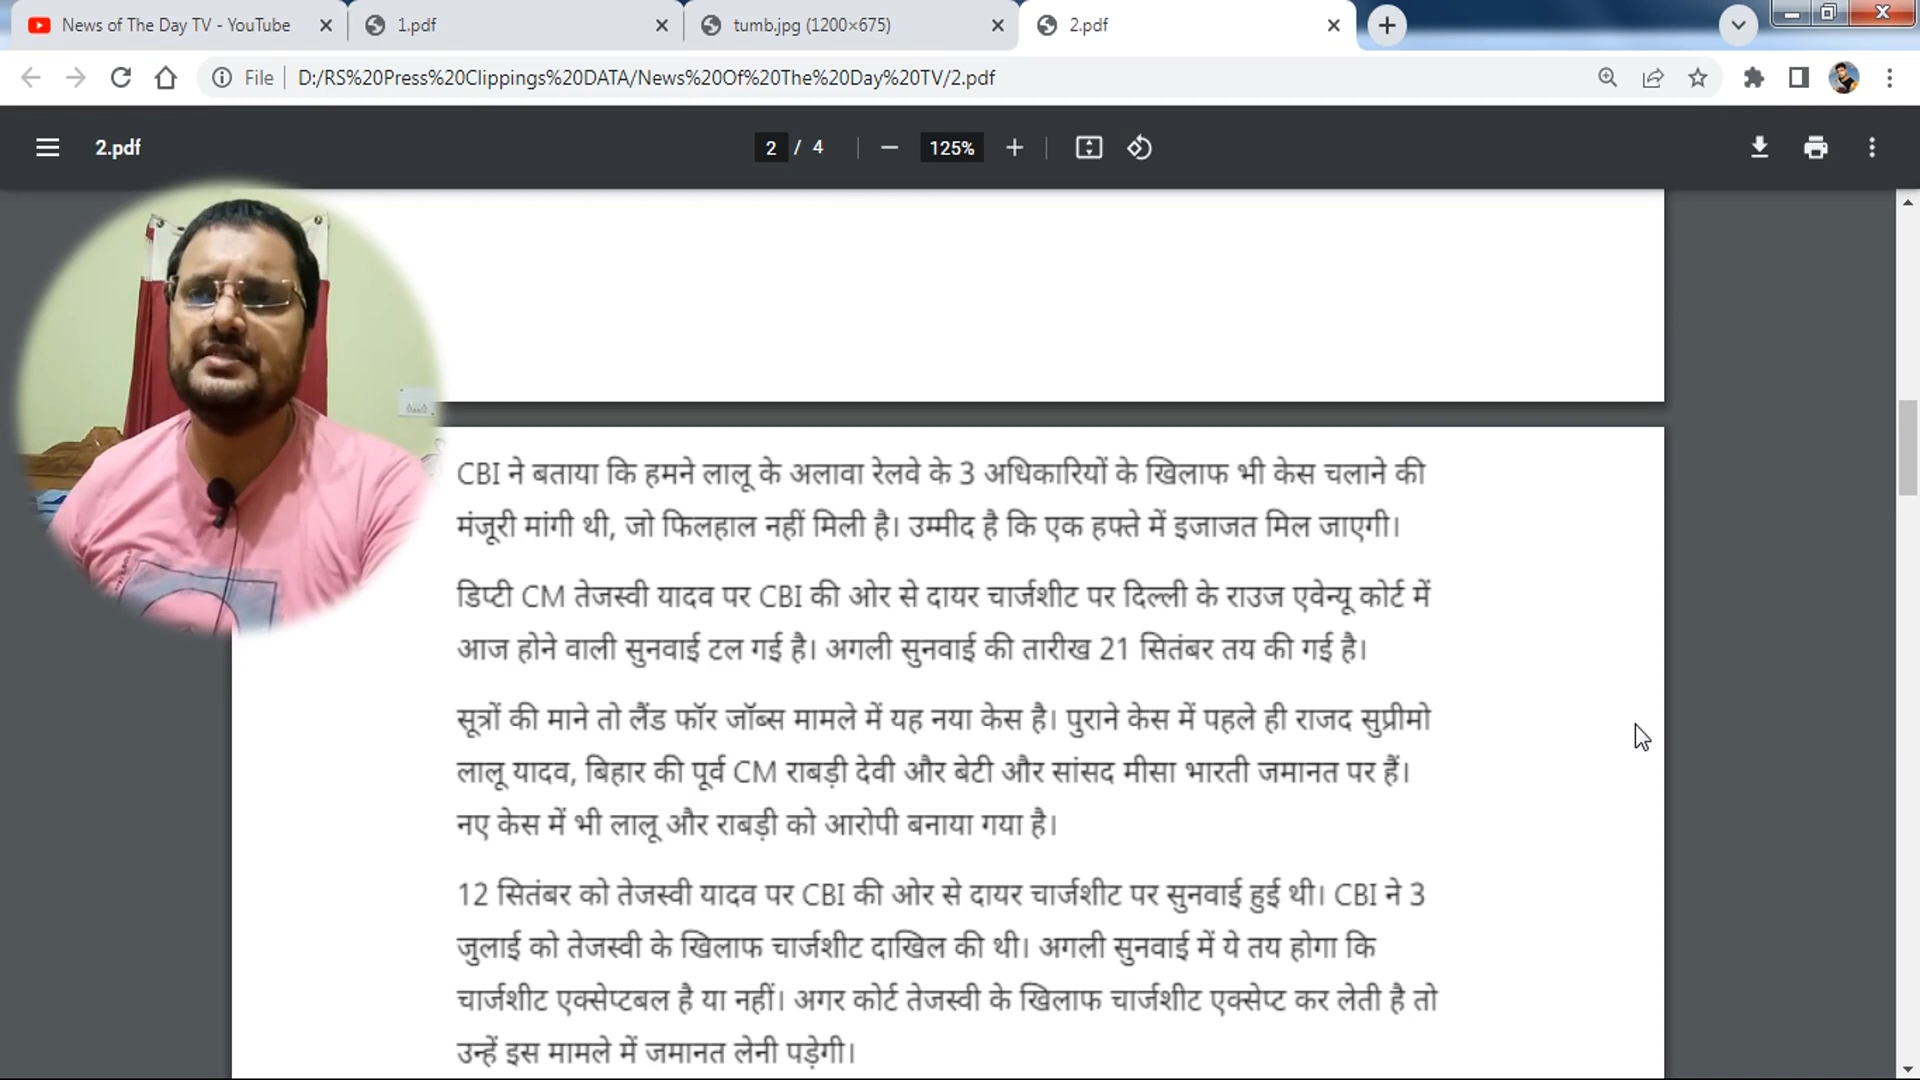 News of The Day TV - YouTube
1.pdf
tumb.jpg (1200×675)
2.pdf
File
D:/RS%20Press%20Clippings%20DATA/News%20Of%20The%20Day%20TV/2.pdf
2.pdf
2 / 4
125%
CBI ने बताया कि हमने लालू के अलावा रेलवे के 3 अधिकारियों के खिलाफ भी केस चलाने की
मंजूरी मांगी थी, जो फिलहाल नहीं मिली है। उम्मीद है कि एक हफ्ते में इजाजत मिल जाएगी।
डिप्टी CM तेजस्वी यादव पर CBI की ओर से दायर चार्जशीट पर दिल्ली के राउज एवेन्यू कोर्ट में
आज होने वाली सुनवाई टल गई है। अगली सुनवाई की तारीख 21 सितंबर तय की गई है।
सूत्रों की माने तो लैंड फॉर जॉब्स मामले में यह नया केस है। पुराने केस में पहले ही राजद सुप्रीमो
लालू यादव, बिहार की पूर्व CM राबड़ी देवी और बेटी और सांसद मीसा भारती जमानत पर हैं।
नए केस में भी लालू और राबड़ी को आरोपी बनाया गया है।
12 सितंबर को तेजस्वी यादव पर CBI की ओर से दायर चार्जशीट पर सुनवाई हुई थी। CBI ने 3
जुलाई को तेजस्वी के खिलाफ चार्जशीट दाखिल की थी। अगली सुनवाई में ये तय होगा कि
चार्जशीट एक्सेप्टबल है या नहीं। अगर कोर्ट तेजस्वी के खिलाफ चार्जशीट एक्सेप्ट कर लेती है तो
उन्हें इस मामले में जमानत लेनी पड़ेगी।